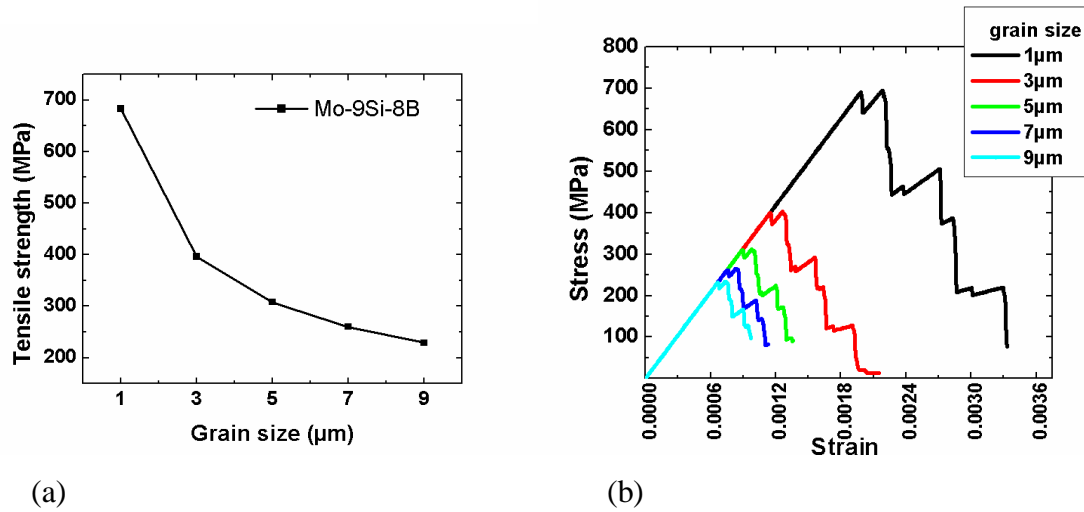 700
600
500
400
300
200
Tensile strength (MPa)
Mo-9Si-8B
1 3 5 7 9
Grain size (µm)
(a)
b)
800
700
600
500
400
300
200
100
Stress (MPa)
grain size
1µm
3µm
5µm
7µm
9µm
0.0000
0.0006
0.0012
0.0018
0.0024
0.0030
0.0036
Strain
(b)